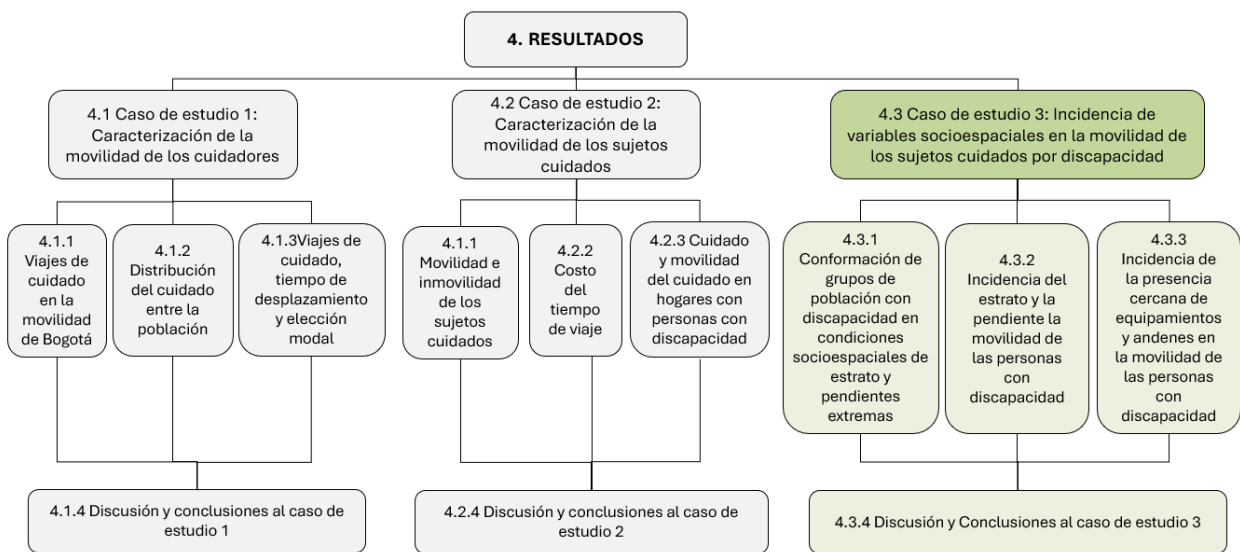 4. RESULTADOS
4.1 Caso de estudio 1:
Caracterización de la
movilidad de los cuidadores
4.2 Caso de estudio 2:
Caracterización de la
movilidad de los sujetos
cuidados
4.3 Caso de estudio 3: Incidencia de
variables socioespaciales en la movilidad de
los sujetos cuidados por discapacidad
4.1.1
Viajes de
cuidado
en la
movilidad
de Bogotá
4.1.2
Distribución
del cuidado
entre la
población
4.1.3Viajes de
cuidado,
tiempo de
desplazamiento
y elección
modal
4.1.1
Movilidad e
inmovilidad
de los
sujetos
cuidados
4.2.2
Costo
del
tiempo
de viaje
4.2.3 Cuidado
y movilidad
del cuidado en
hogares con
personas con
discapacidad
4.3.1
Conformación de
grupos de
población con
discapacidad en
condiciones
socioespaciales de
estrato y
pendientes
extremas
4.3.2
Incidencia del
estrato y la
pendiente la
movilidad de
las personas
con
discapacidad
4.3.3
Incidencia de
la presencia
cercana de
equipamientos
y andenes en
la movilidad de
las personas
con
discapacidad
4.1.4 Discusión y conclusiones al caso de
estudio 1
4.2.4 Discusión y conclusiones al caso de
estudio 2
4.3.4 Discusión y Conclusiones al caso de estudio 3